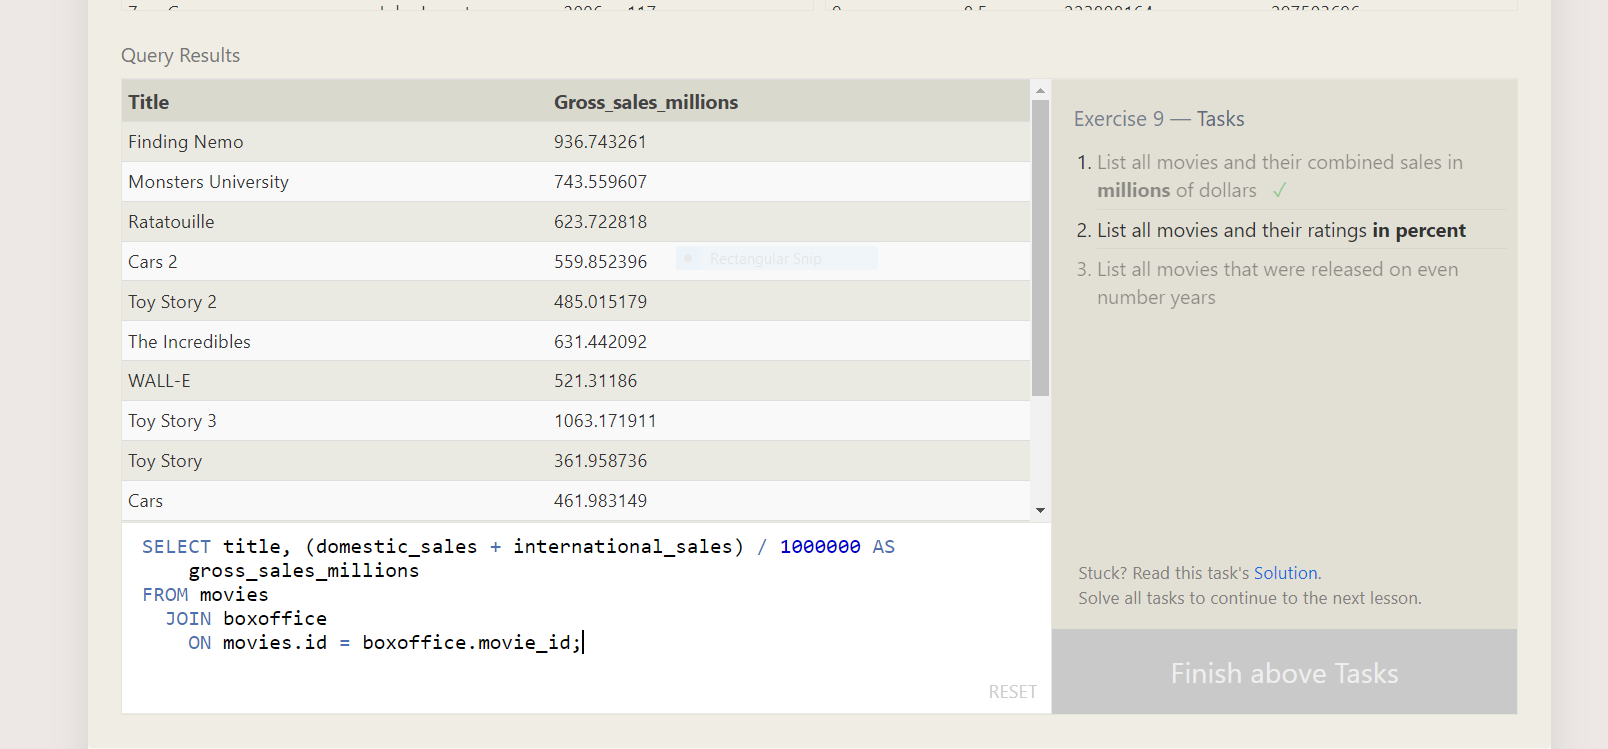 Query Results
Title Gross_sales_millions
Finding Nemo 936.743261
Monsters University 743.559607
Ratatouille 623.722818
Cars 2 559.852396
Rectangular Snip
Toy Story 2 485.015179
The Incredibles 631.442092
WALL-E 521.31186
Toy Story 3 1063.171911
Toy Story 361.958736
Cars 461.983149
SELECT title, (domestic_sales + international_sales) / 1000000 AS
gross_sales_millions
FROM movies
JOIN boxoffice
ON movies.id = boxoffice.movie_id;
RESET
Exercise 9 — Tasks
1. List all movies and their combined sales in
millions of dollars ✓
2. List all movies and their ratings in percent
3. List all movies that were released on even
number years
Stuck? Read this task's Solution.
Solve all tasks to continue to the next lesson.
Finish above Tasks